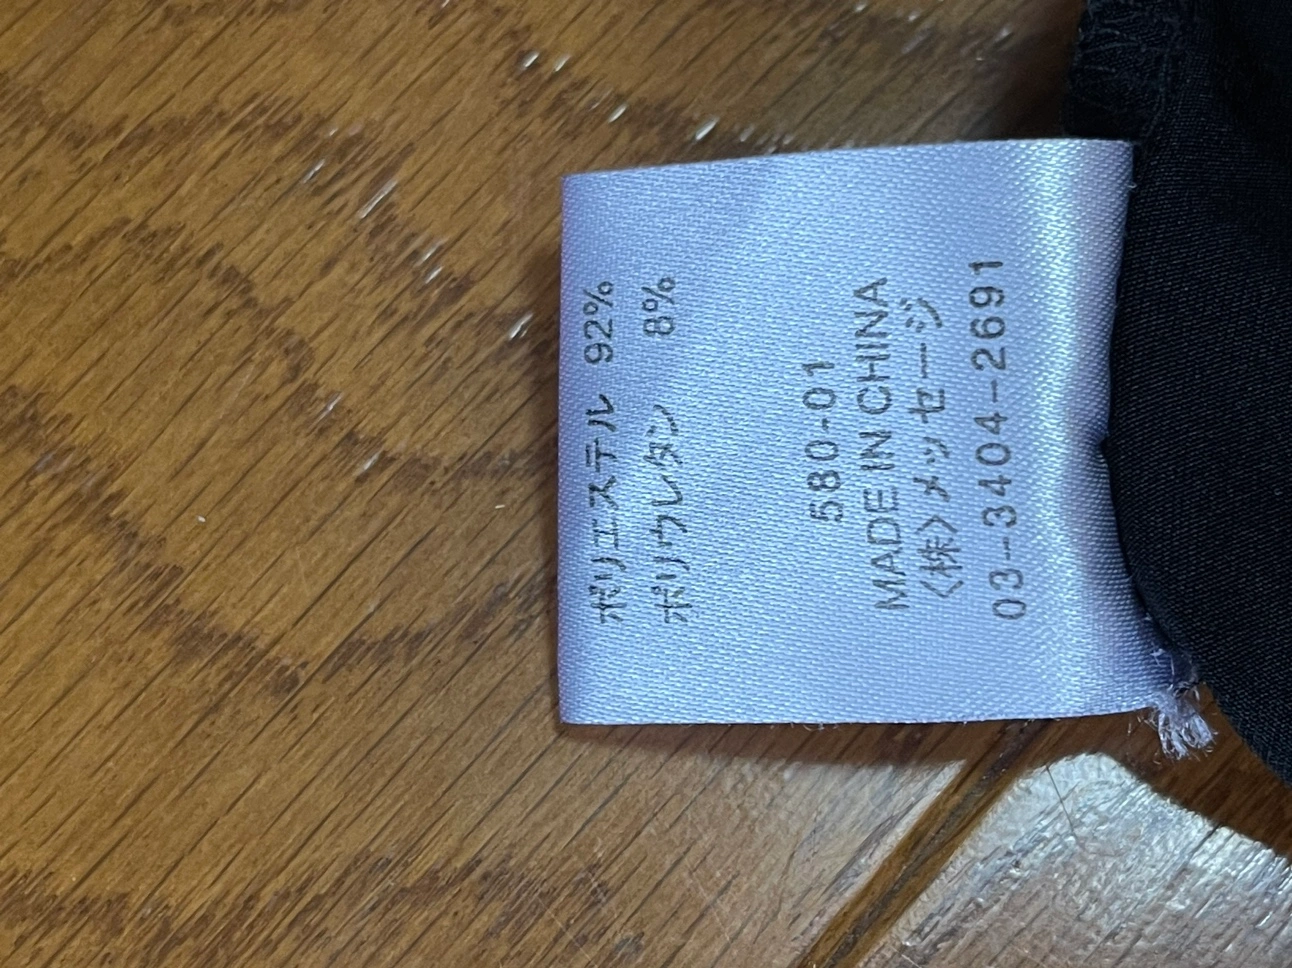 ポリエステル 92%
ポリウレタン 8%
580-01
MADE IN CHINA
〈株〉メッセージ
03-3404-2691